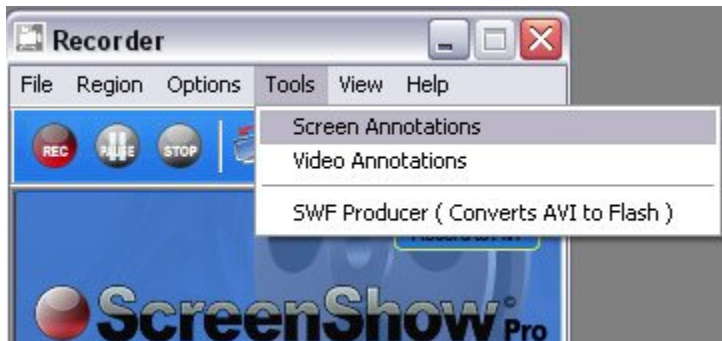 Recorder
File Region Options Tools View Help
REC PAUSE STOP
Screen Annotations
Video Annotations
SWF Producer ( Converts AVI to Flash )
ScreenShow Pro